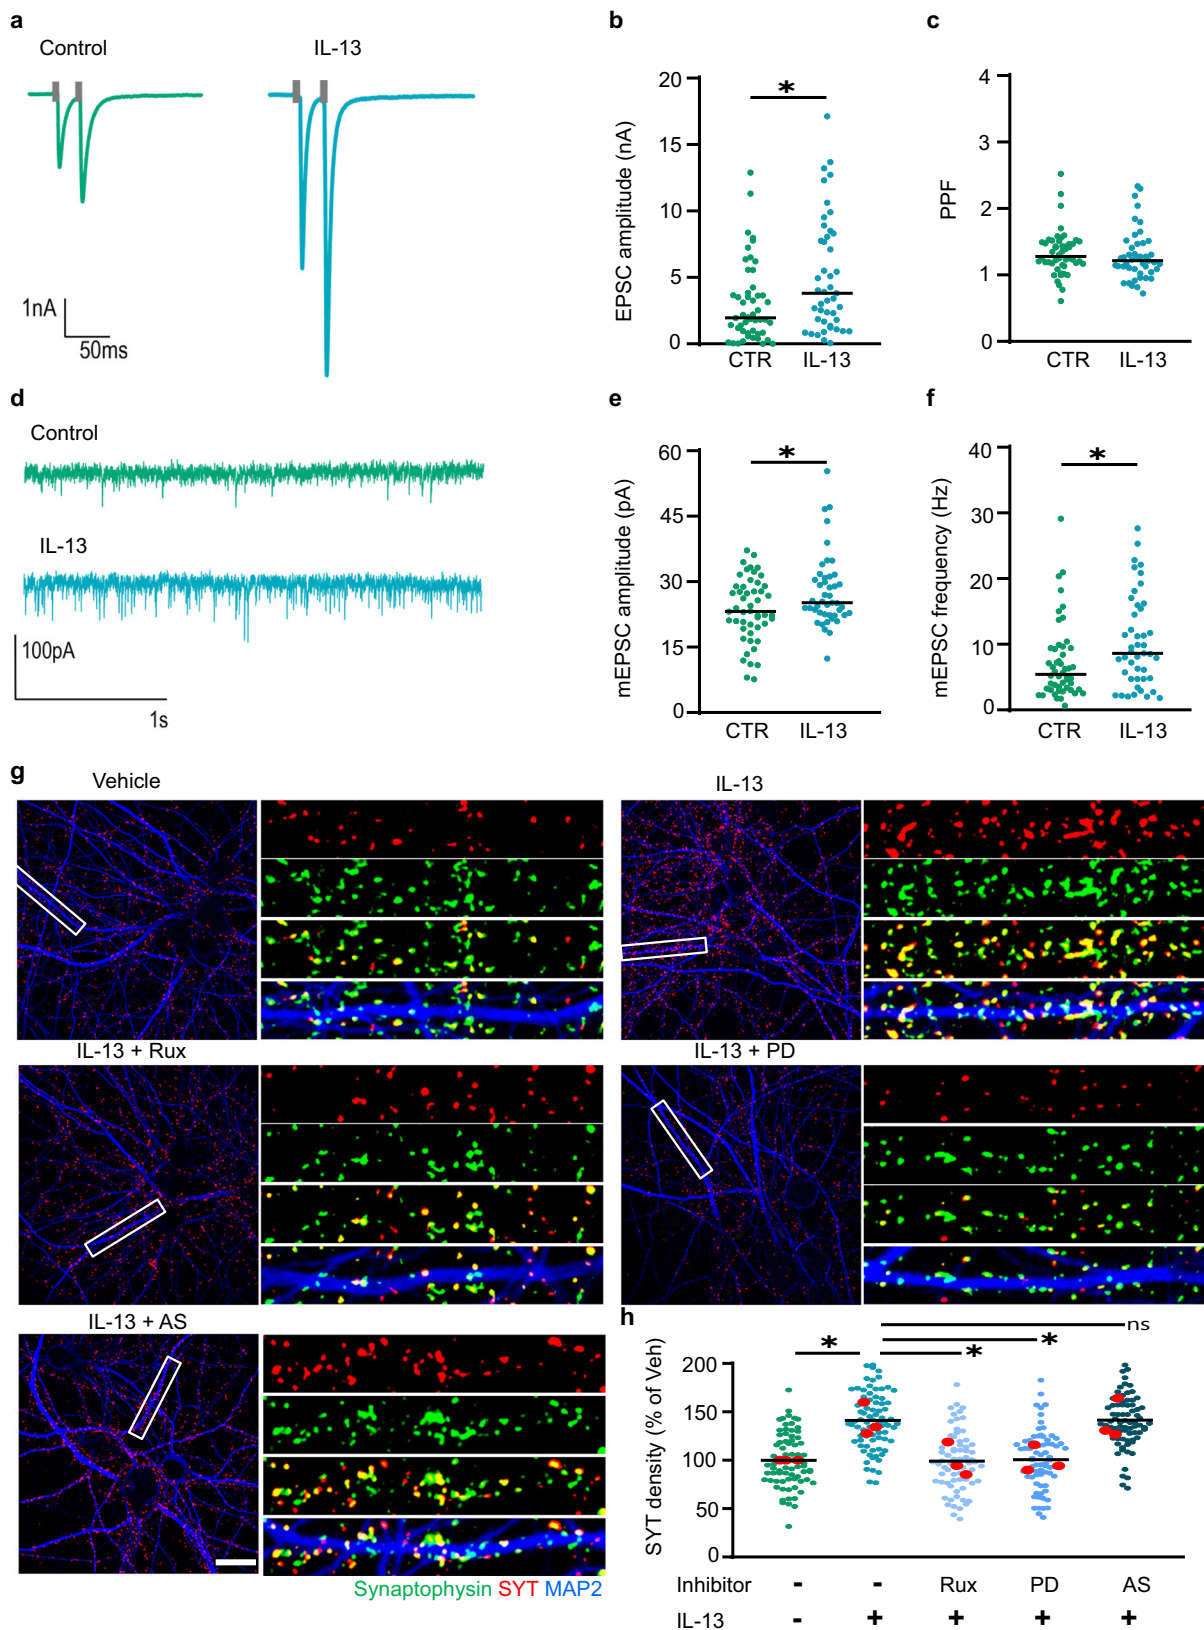 a
Control
IL-13
1nA
50ms
b
EPSC amplitude (nA)
20
15
10
5
0
*
CTR
IL-13
c
PPF
4
3
2
1
0
CTR
IL-13
d
Control
IL-13
100pA
1s
e
mEPSC amplitude (pA)
60
45
30
15
0
*
CTR
IL-13
f
mEPSC frequency (Hz)
40
30
20
10
0
*
CTR
IL-13
g
Vehicle
IL-13
IL-13 + Rux
IL-13 + PD
IL-13 + AS
Synaptophysin SYT MAP2
h
SYT density (% of Veh)
200
150
100
50
0
*
*
*
ns
Inhibitor - - Rux PD AS
IL-13 - + + + +